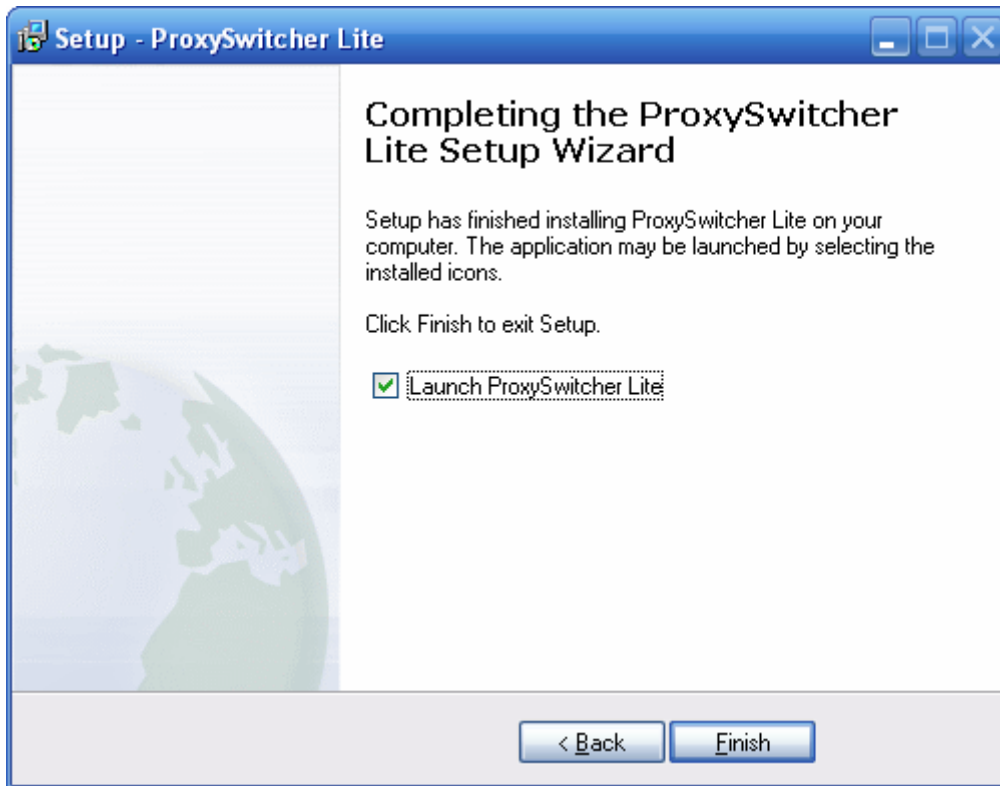 Setup - ProxySwitcher Lite
Completing the ProxySwitcher
Lite Setup Wizard
Setup has finished installing ProxySwitcher Lite on your
computer. The application may be launched by selecting the
installed icons.
Click Finish to exit Setup.
Launch ProxySwitcher Lite
< Back
Finish